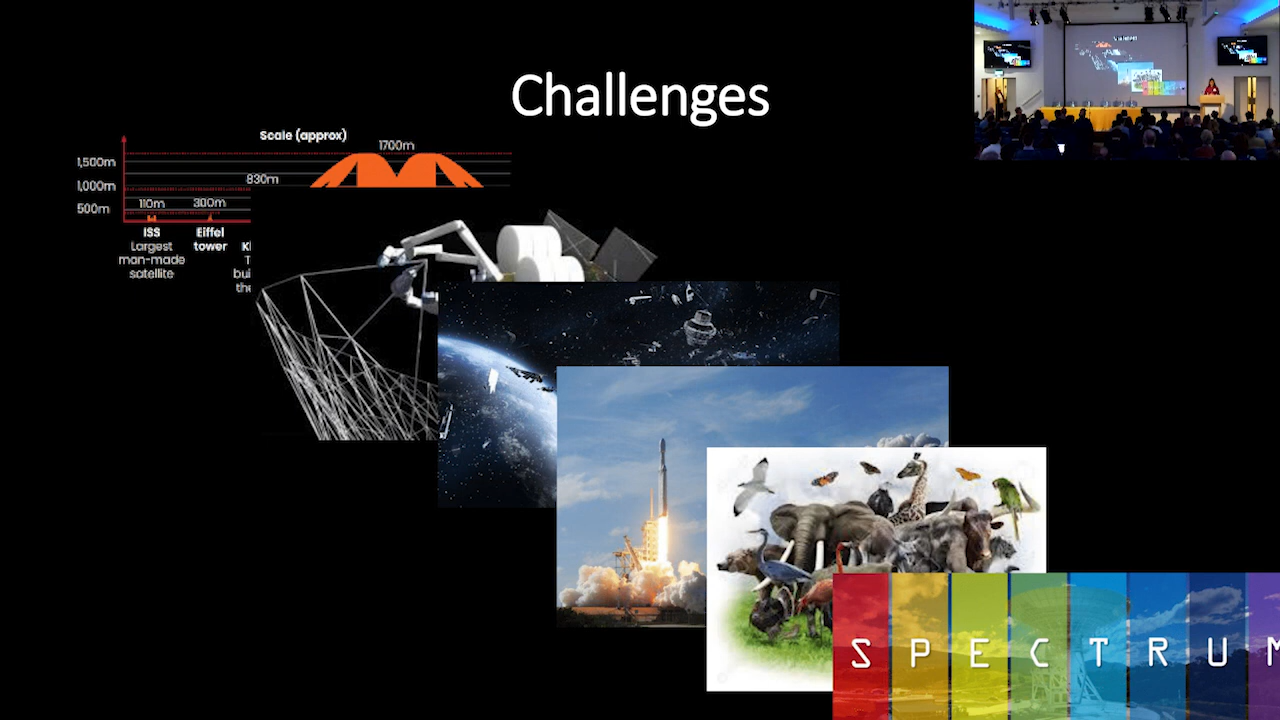 Challenges
Scale (approx)
1700m
1,500m
830m
1,000m
110m 300m
500m
ISS Eiffel
Largest tower
man-made
satellite
SPECTRUM